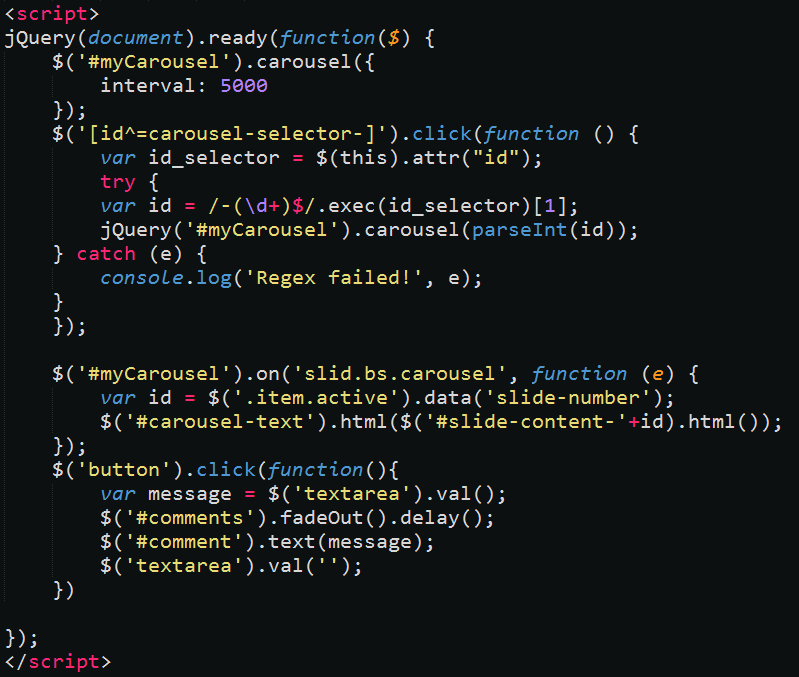 <script>
jQuery(document).ready(function($) {
    $('#myCarousel').carousel({
        interval: 5000
    });
    $('[id^=carousel-selector-]').click(function () {
        var id_selector = $(this).attr("id");
        try {
        var id = /-(\d+)$/.exec(id_selector)[1];
        jQuery('#myCarousel').carousel(parseInt(id));
    } catch (e) {
        console.log('Regex failed!', e);
    }
    });

    $('#myCarousel').on('slid.bs.carousel', function (e) {
        var id = $('.item.active').data('slide-number');
        $('#carousel-text').html($('#slide-content-'+id).html());
    });
    $('button').click(function(){
        var message = $('textarea').val();
        $('#comments').fadeOut().delay();
        $('#comment').text(message);
        $('textarea').val('');
    })

});
</script>